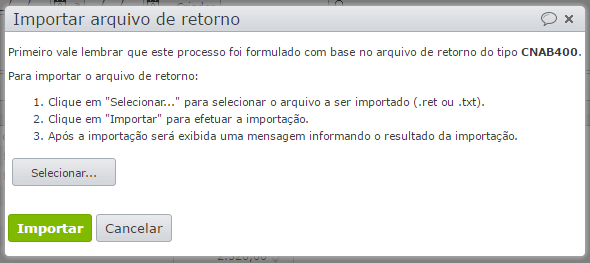 Importar arquivo de retorno
Primeiro vale lembrar que este processo foi formulado com base no arquivo de retorno do tipo CNAB400.
Para importar o arquivo de retorno:
1. Clique em "Selecionar..." para selecionar o arquivo a ser importado (.ret ou .txt).
2. Clique em "Importar" para efetuar a importação.
3. Após a importação será exibida uma mensagem informando o resultado da importação.
Selecionar...
Importar Cancelar